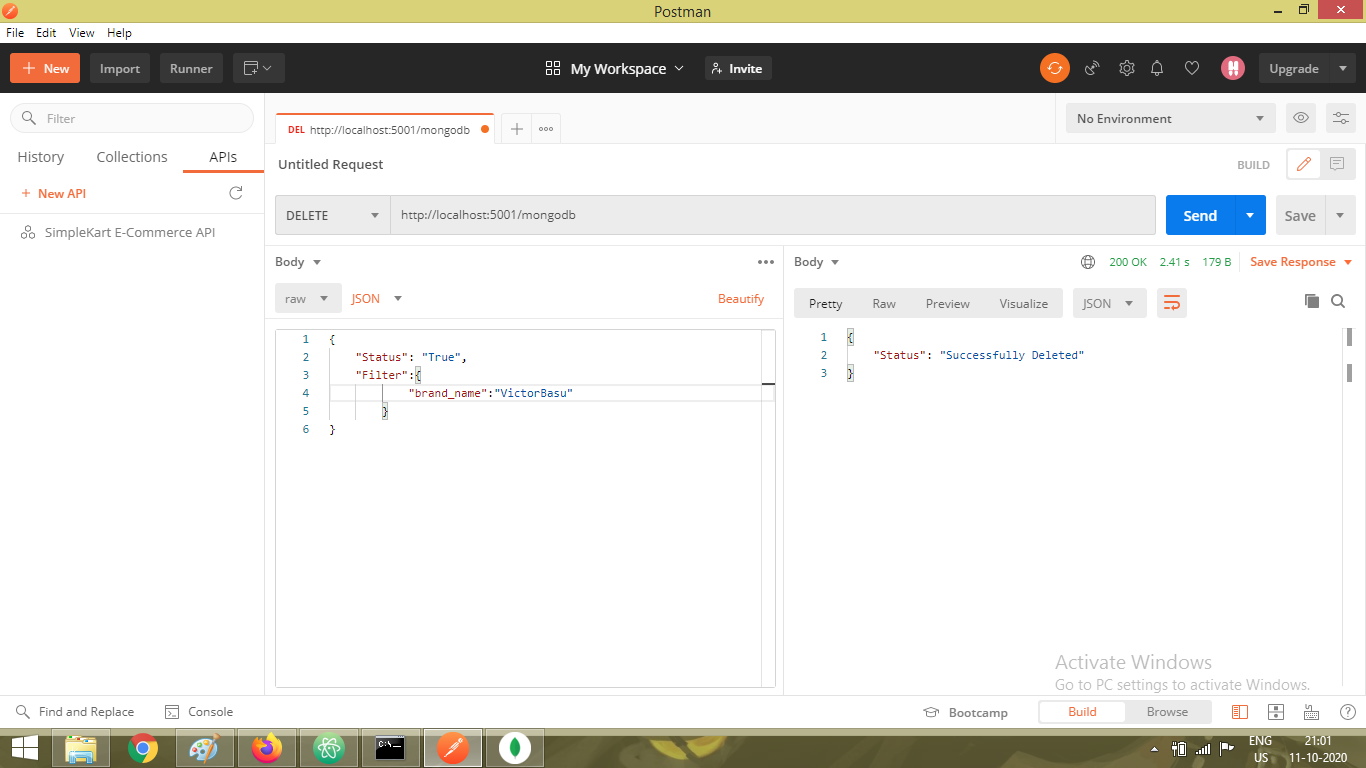 Postman
File Edit View Help
New Import Runner My Workspace Invite Upgrade
Filter
History Collections APIs
+ New API
SimpleKart E-Commerce API
DEL http://localhost:5001/mongodb
No Environment
Untitled Request
BUILD
DELETE http://localhost:5001/mongodb Send Save
Body
raw JSON Beautify
1 {
2 "Status": "True",
3 "Filter":{
4 "brand_name":"VictorBasu"
5 }
6 }
Body 200 OK 2.41 s 179 B Save Response
Pretty Raw Preview Visualize JSON
1 {
2 "Status": "Successfully Deleted"
3 }
Activate Windows
Go to PC settings to activate Windows.
Find and Replace Console Bootcamp Build Browse
C:\_
ENG 21:01
US 11-10-2020